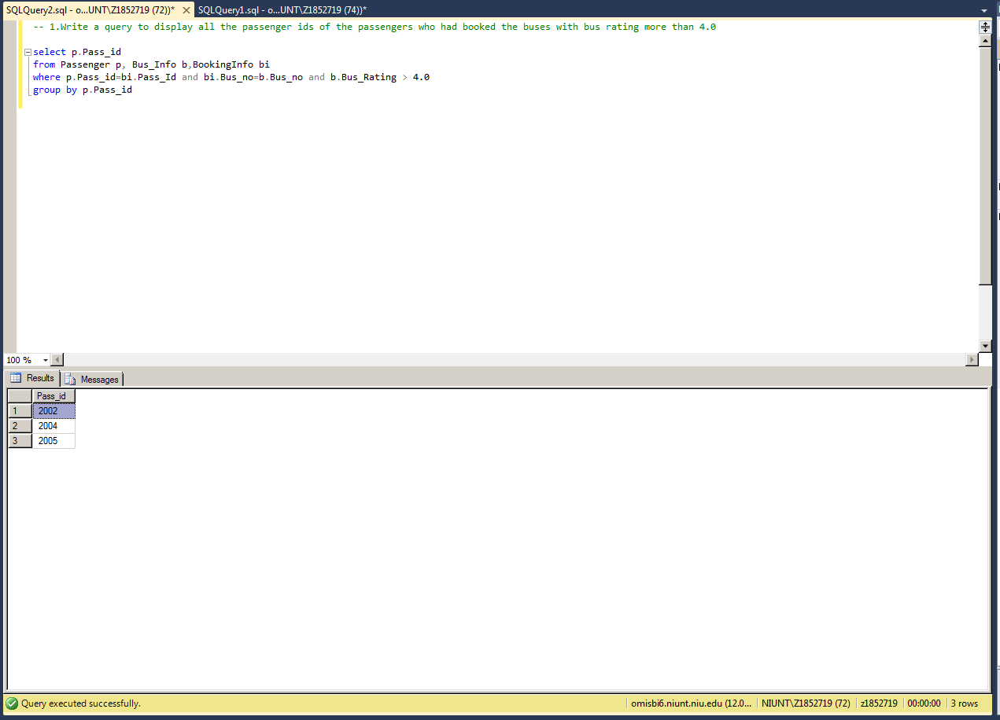 SQLQuery2.sql - o...UNT\Z1852719 (72))* SQLQuery1.sql - o...UNT\Z1852719 (74))*
-- 1.Write a query to display all the passenger ids of the passengers who had booked the buses with bus rating more than 4.0
select p.Pass_id
from Passenger p, Bus_Info b,BookingInfo bi
where p.Pass_id=bi.Pass_Id and bi.Bus_no=b.Bus_no and b.Bus_Rating > 4.0
group by p.Pass_id
100 %
Results Messages
Pass_id
1 2002
2 2004
3 2005
Query executed successfully. omisbi6.niunt.niu.edu (12.0... NIUNT\Z1852719 (72) z1852719 00:00:00 3 rows